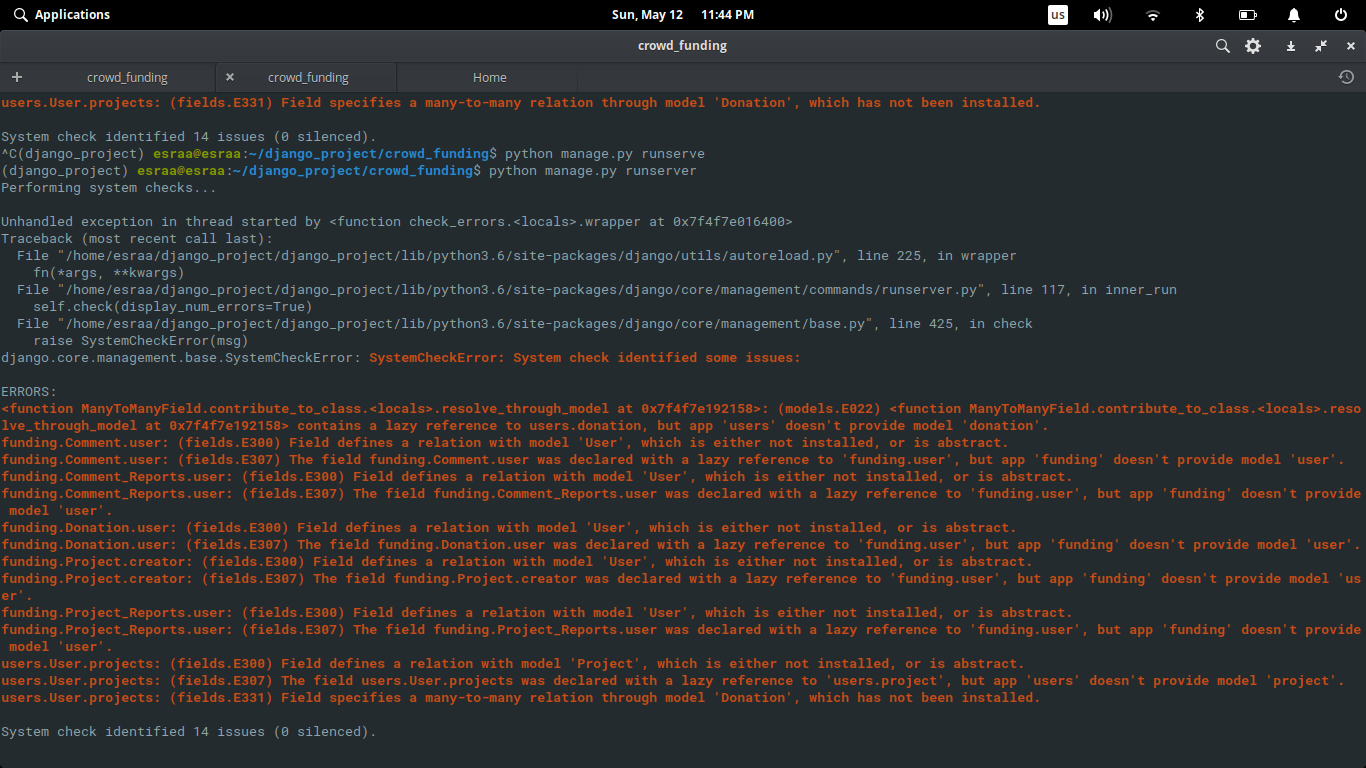 Applications
Sun, May 12 11:44 PM
us
crowd_funding
+ crowd_funding × crowd_funding Home
users.User.projects: (fields.E331) Field specifies a many-to-many relation through model 'Donation', which has not been installed.
System check identified 14 issues (0 silenced).
^C(django_project) esraa@esraa:~/django_project/crowd_funding$ python manage.py runserve
(django_project) esraa@esraa:~/django_project/crowd_funding$ python manage.py runserver
Performing system checks...
Unhandled exception in thread started by <function check_errors.<locals>.wrapper at 0x7f4f7e016400>
Traceback (most recent call last):
File "/home/esraa/django_project/django_project/lib/python3.6/site-packages/django/utils/autoreload.py", line 225, in wrapper
fn(*args, **kwargs)
File "/home/esraa/django_project/django_project/lib/python3.6/site-packages/django/core/management/commands/runserver.py", line 117, in inner_run
self.check(display_num_errors=True)
File "/home/esraa/django_project/django_project/lib/python3.6/site-packages/django/core/management/base.py", line 425, in check
raise SystemCheckError(msg)
django.core.management.base.SystemCheckError: SystemCheckError: System check identified some issues:
ERRORS:
<function ManyToManyField.contribute_to_class.<locals>.resolve_through_model at 0x7f4f7e192158>: (models.E022) <function ManyToManyField.contribute_to_class.<locals>.reso
lve_through_model at 0x7f4f7e192158> contains a lazy reference to users.donation, but app 'users' doesn't provide model 'donation'.
funding.Comment.user: (fields.E300) Field defines a relation with model 'User', which is either not installed, or is abstract.
funding.Comment.user: (fields.E307) The field funding.Comment.user was declared with a lazy reference to 'funding.user', but app 'funding' doesn't provide model 'user'.
funding.Comment_Reports.user: (fields.E300) Field defines a relation with model 'User', which is either not installed, or is abstract.
funding.Comment_Reports.user: (fields.E307) The field funding.Comment_Reports.user was declared with a lazy reference to 'funding.user', but app 'funding' doesn't provide
model 'user'.
funding.Donation.user: (fields.E300) Field defines a relation with model 'User', which is either not installed, or is abstract.
funding.Donation.user: (fields.E307) The field funding.Donation.user was declared with a lazy reference to 'funding.user', but app 'funding' doesn't provide model 'user'.
funding.Project.creator: (fields.E300) Field defines a relation with model 'User', which is either not installed, or is abstract.
funding.Project.creator: (fields.E307) The field funding.Project.creator was declared with a lazy reference to 'funding.user', but app 'funding' doesn't provide model 'us
er'.
funding.Project_Reports.user: (fields.E300) Field defines a relation with model 'User', which is either not installed, or is abstract.
funding.Project_Reports.user: (fields.E307) The field funding.Project_Reports.user was declared with a lazy reference to 'funding.user', but app 'funding' doesn't provide
model 'user'.
users.User.projects: (fields.E300) Field defines a relation with model 'Project', which is either not installed, or is abstract.
users.User.projects: (fields.E307) The field users.User.projects was declared with a lazy reference to 'users.project', but app 'users' doesn't provide model 'project'.
users.User.projects: (fields.E331) Field specifies a many-to-many relation through model 'Donation', which has not been installed.
System check identified 14 issues (0 silenced).